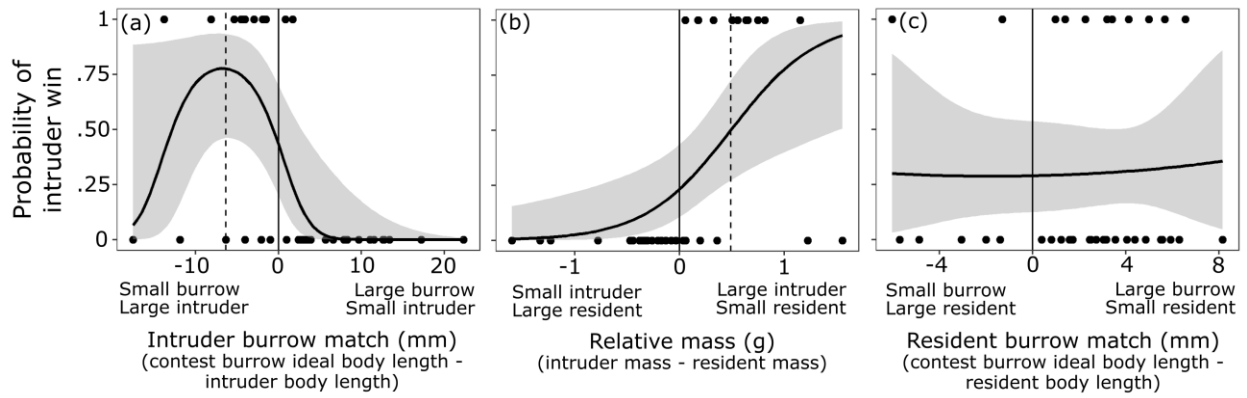 Probability of
intruder win
1
.75
.50
.25
0
(a)
-10
0
10
20
Small burrow
Large intruder
Large burrow
Small intruder
Intruder burrow match (mm)
(contest burrow ideal body length -
intruder body length)
(b)
-1
0
1
Small intruder
Large resident
Large intruder
Small resident
Relative mass (g)
(intruder mass - resident mass)
(c)
-4
0
4
8
Small burrow
Large resident
Large burrow
Small resident
Resident burrow match (mm)
(contest burrow ideal body length -
resident body length)